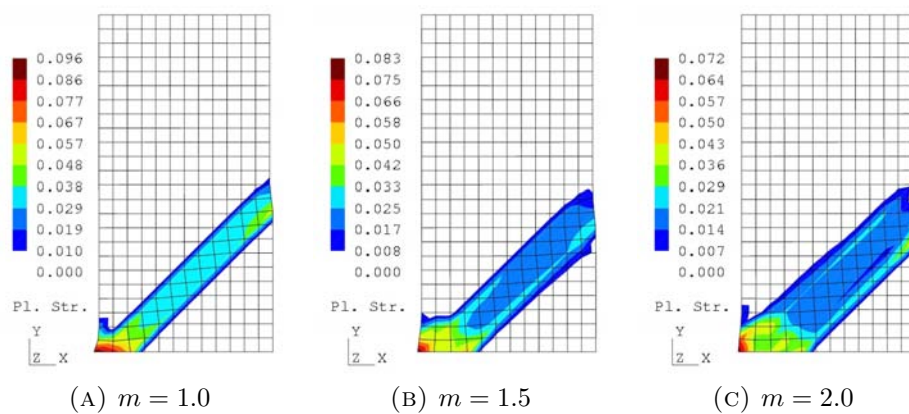 0.096
0.086
0.077
0.067
0.057
0.048
0.038
0.029
0.019
0.010
0.000
Pl. Str.
Y
Z X
(A) m = 1.0
0.083
0.075
0.066
0.058
0.050
0.042
0.033
0.025
0.017
0.008
0.000
Pl. Str.
Y
Z X
(B) m = 1.5
0.072
0.064
0.057
0.050
0.043
0.036
0.029
0.021
0.014
0.007
0.000
Pl. Str.
Y
Z X
(C) m = 2.0